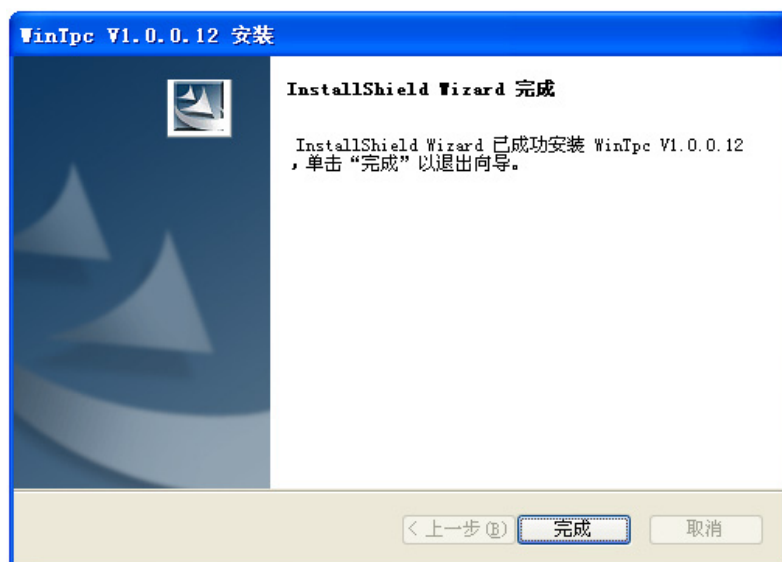 WinTpc V1.0.0.12 安装
InstallShield Wizard 完成
InstallShield Wizard 已成功安装 WinTpc V1.0.0.12
，单击“完成”以退出向导。
< 上一步(B) 完成 取消